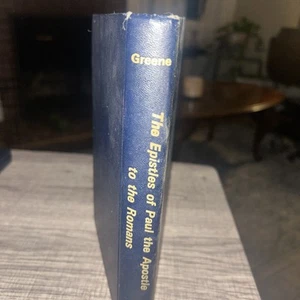 Greene
The Epistles of Paul the Apostle
to the Romans